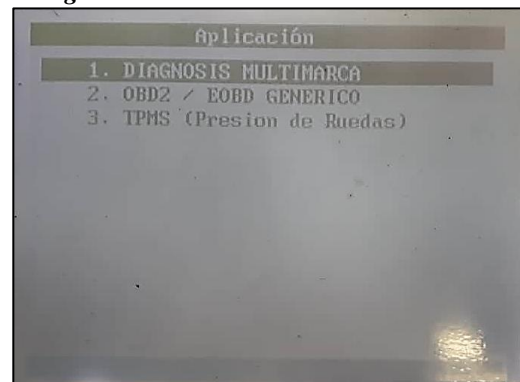 Aplicación
1. DIAGNOSIS MULTIMARCA
2. OBD2 / EOBD GENERICO
3. TPMS (Presion de Ruedas)